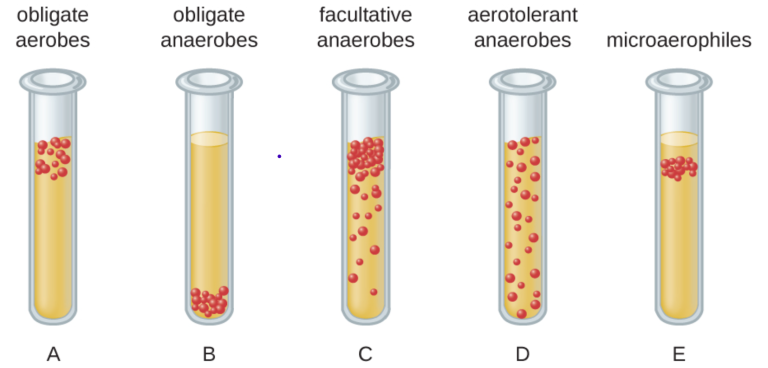 obligate
aerobes
obligate
anaerobes
facultative
anaerobes
aerotolerant
anaerobes
microaerophiles
A
B
C
D
E